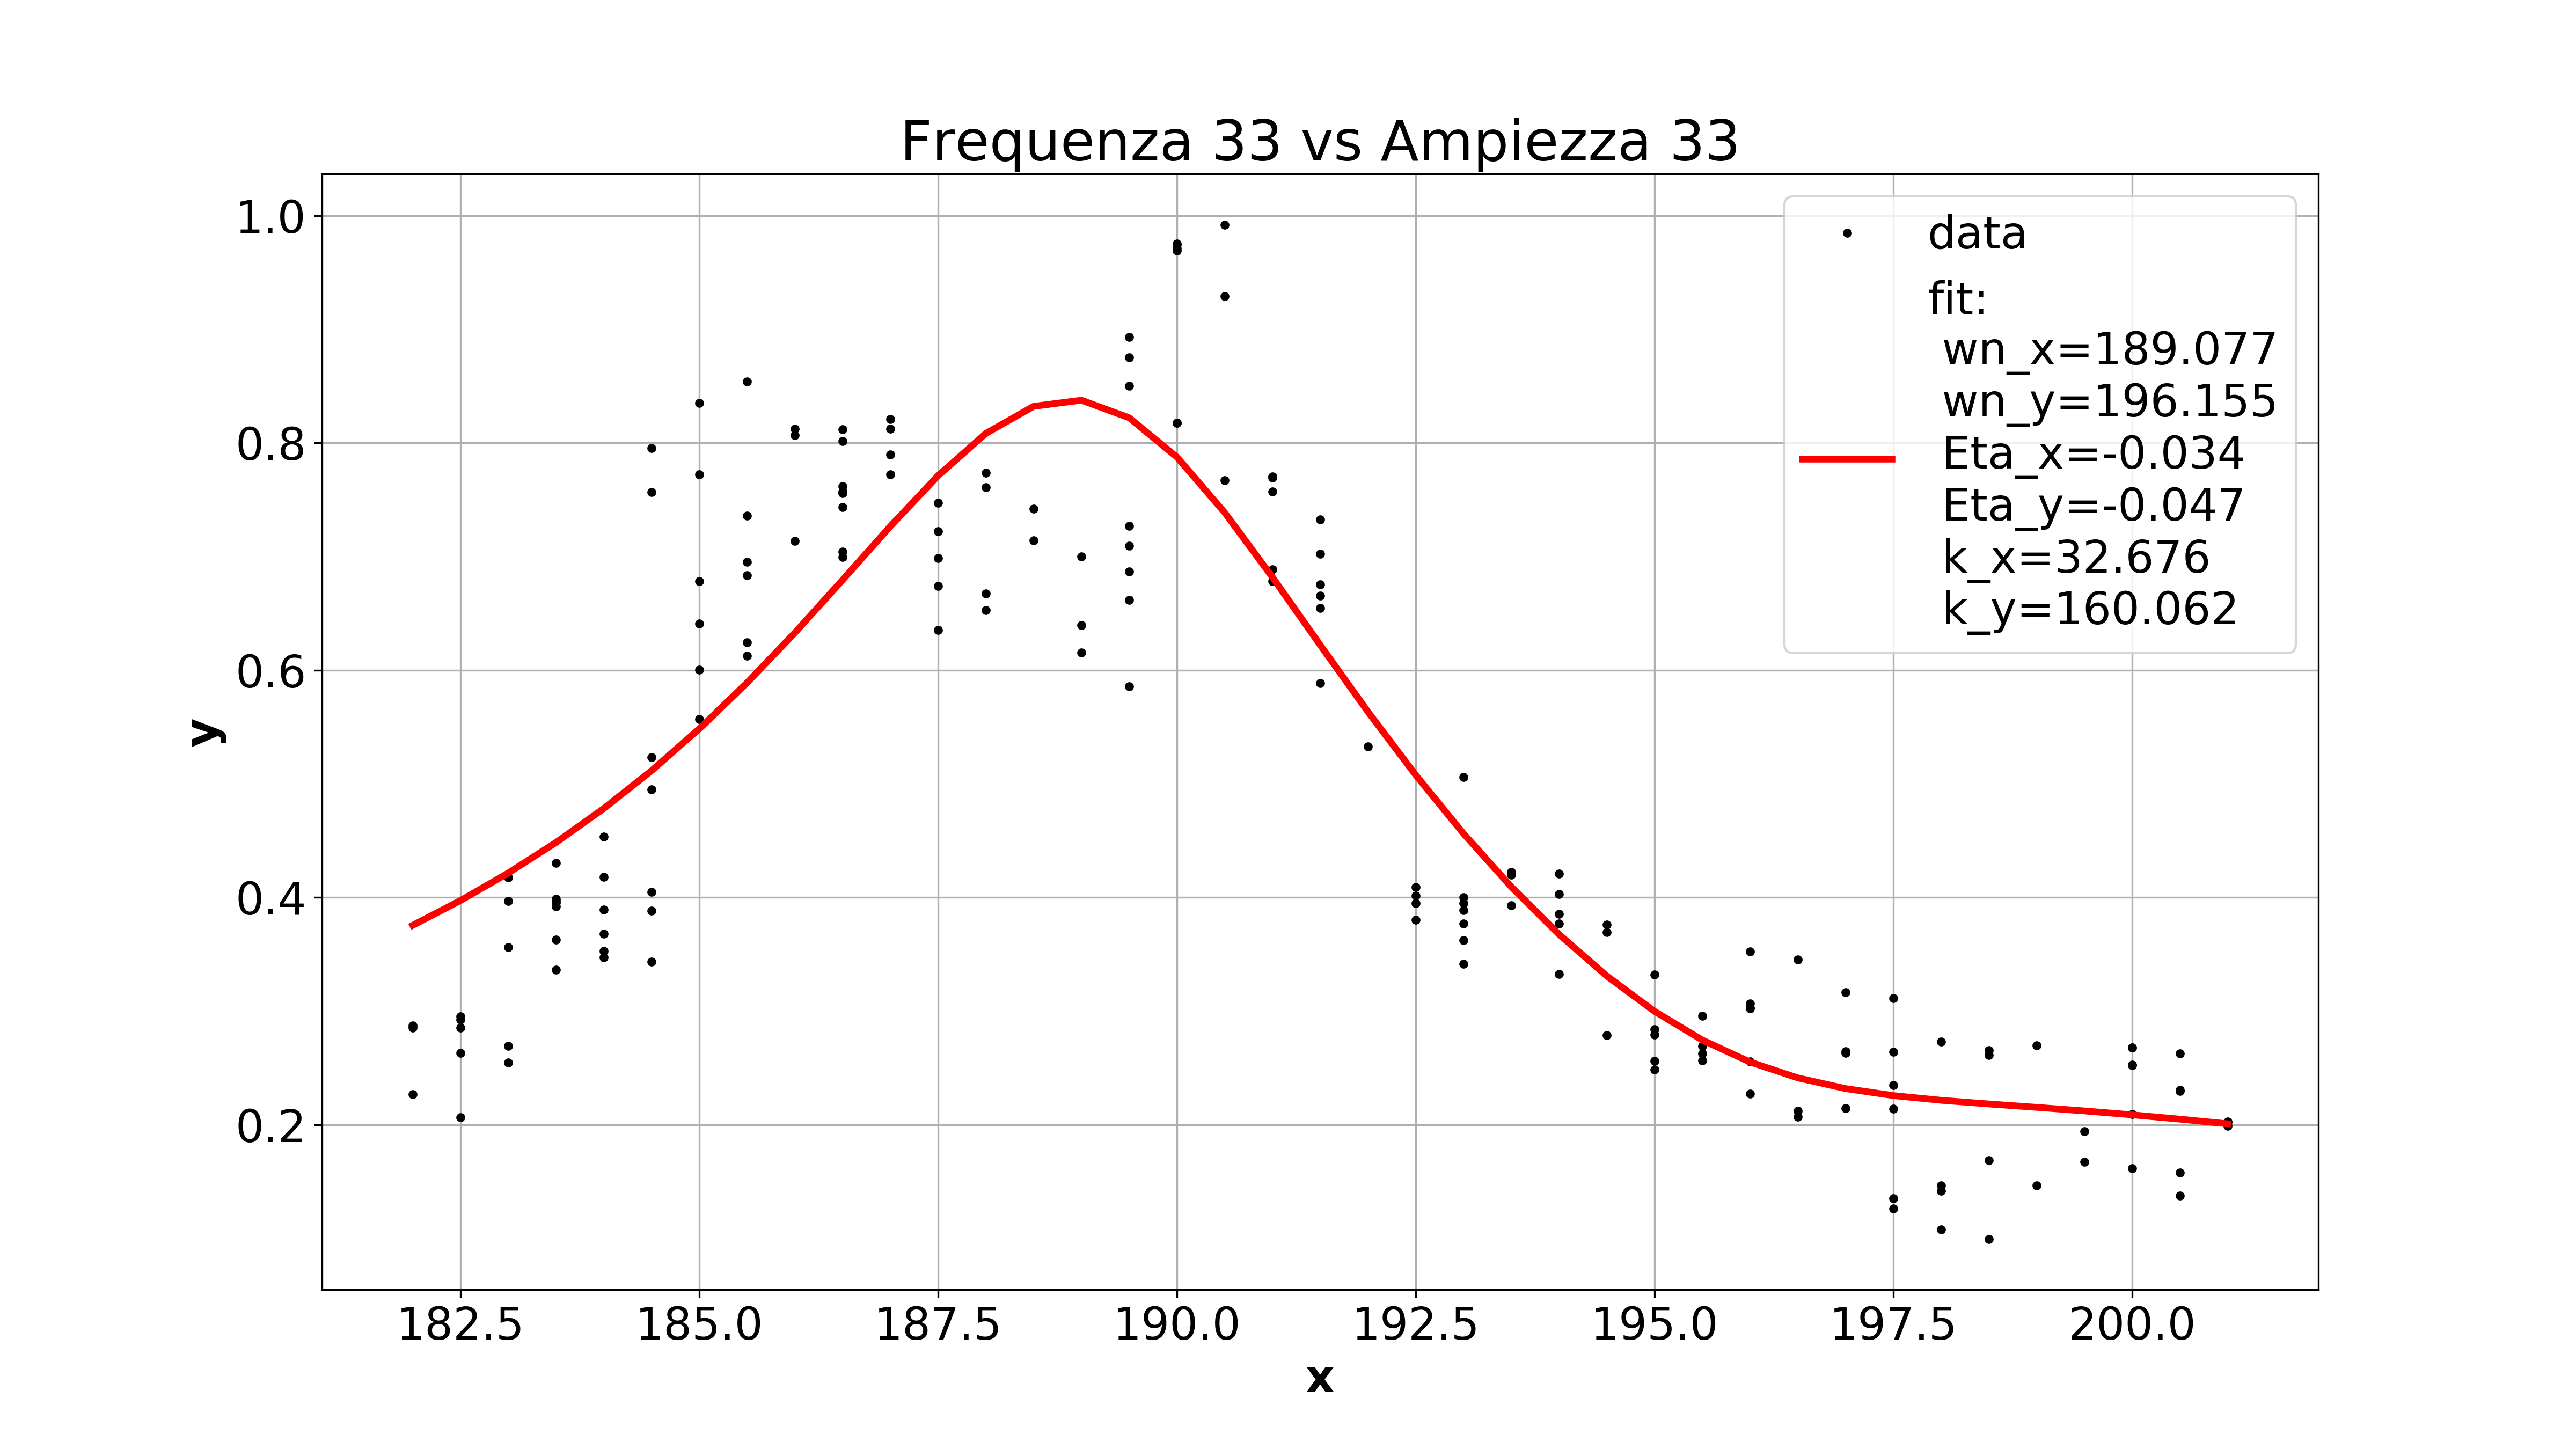 Frequenza 33 vs Ampiezza 33
1.0
0.8
0.6
0.4
0.2
y
182.5 185.0 187.5 190.0 192.5 195.0 197.5 200.0
x
data
fit:
wn_x=189.077
wn_y=196.155
Eta_x=-0.034
Eta_y=-0.047
k_x=32.676
k_y=160.062